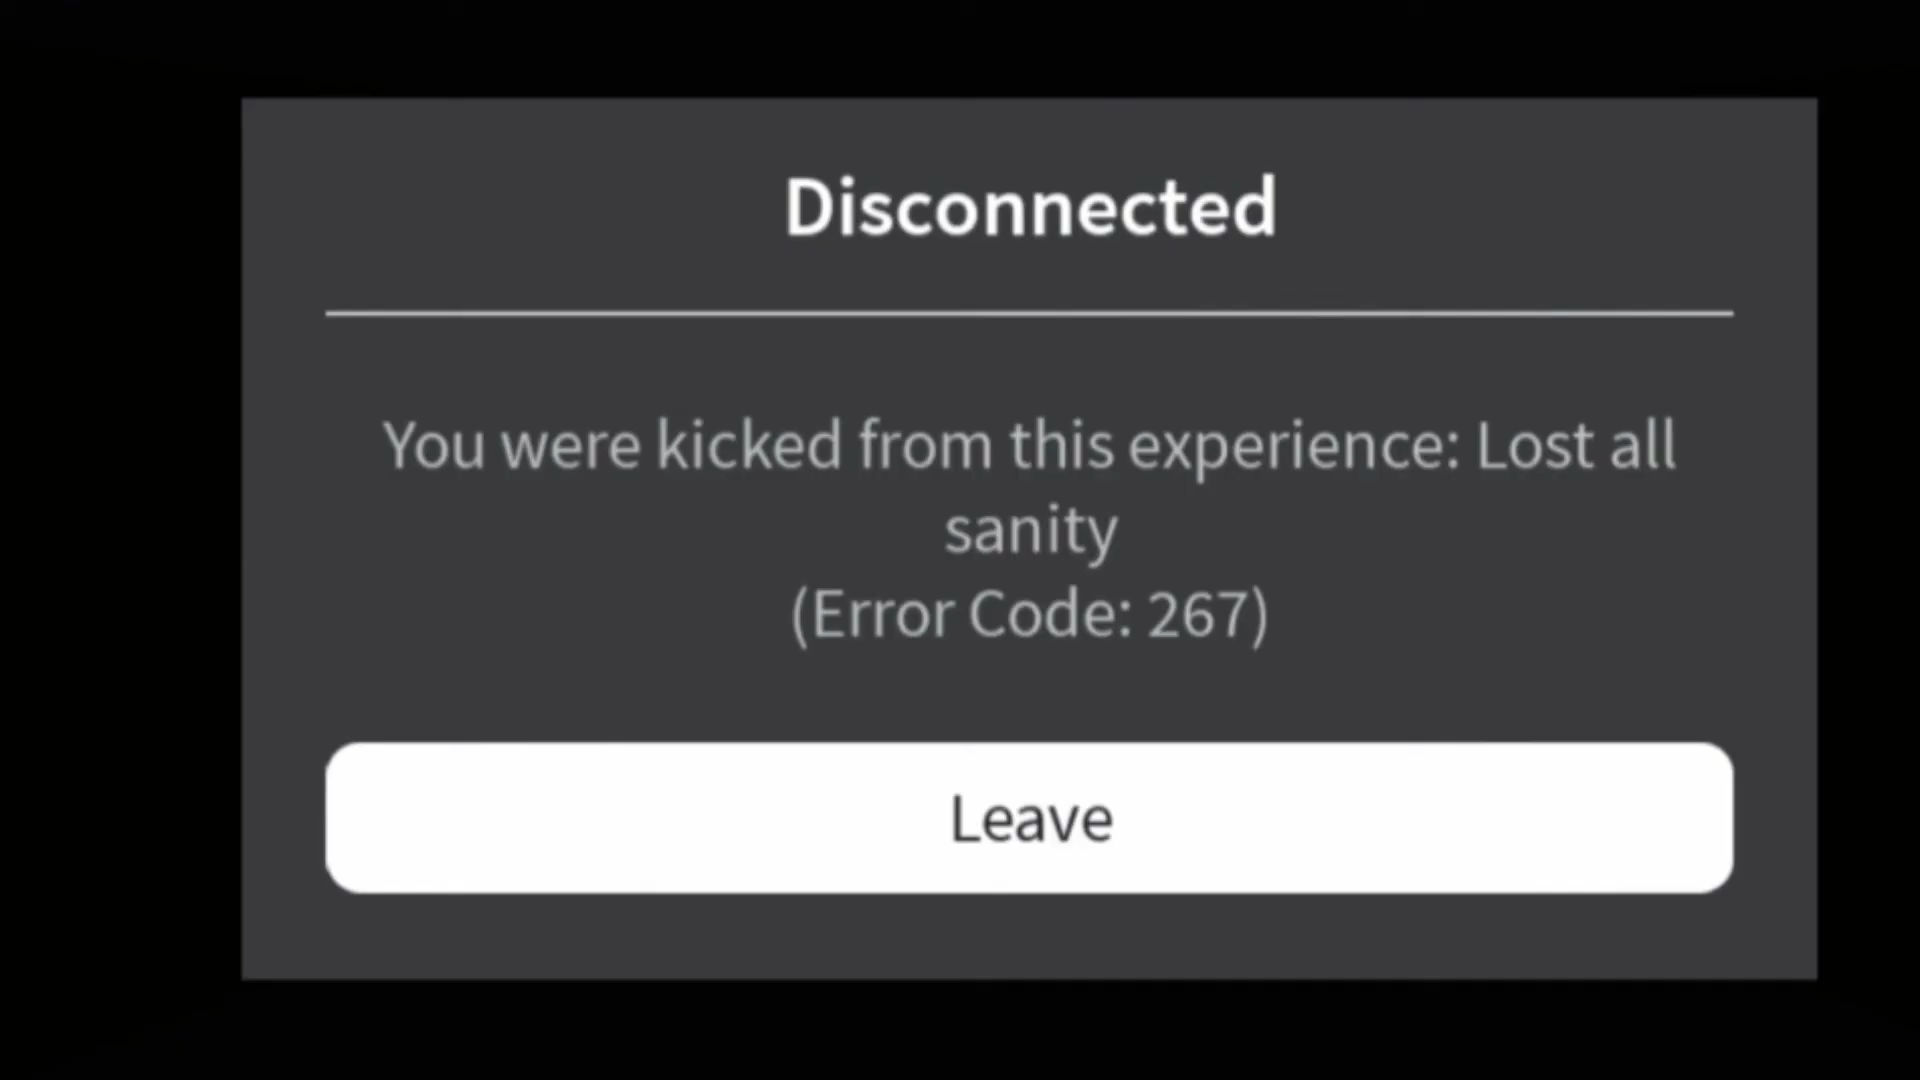 Disconnected
You were kicked from this experience: Lost all
sanity
(Error Code: 267)
Leave